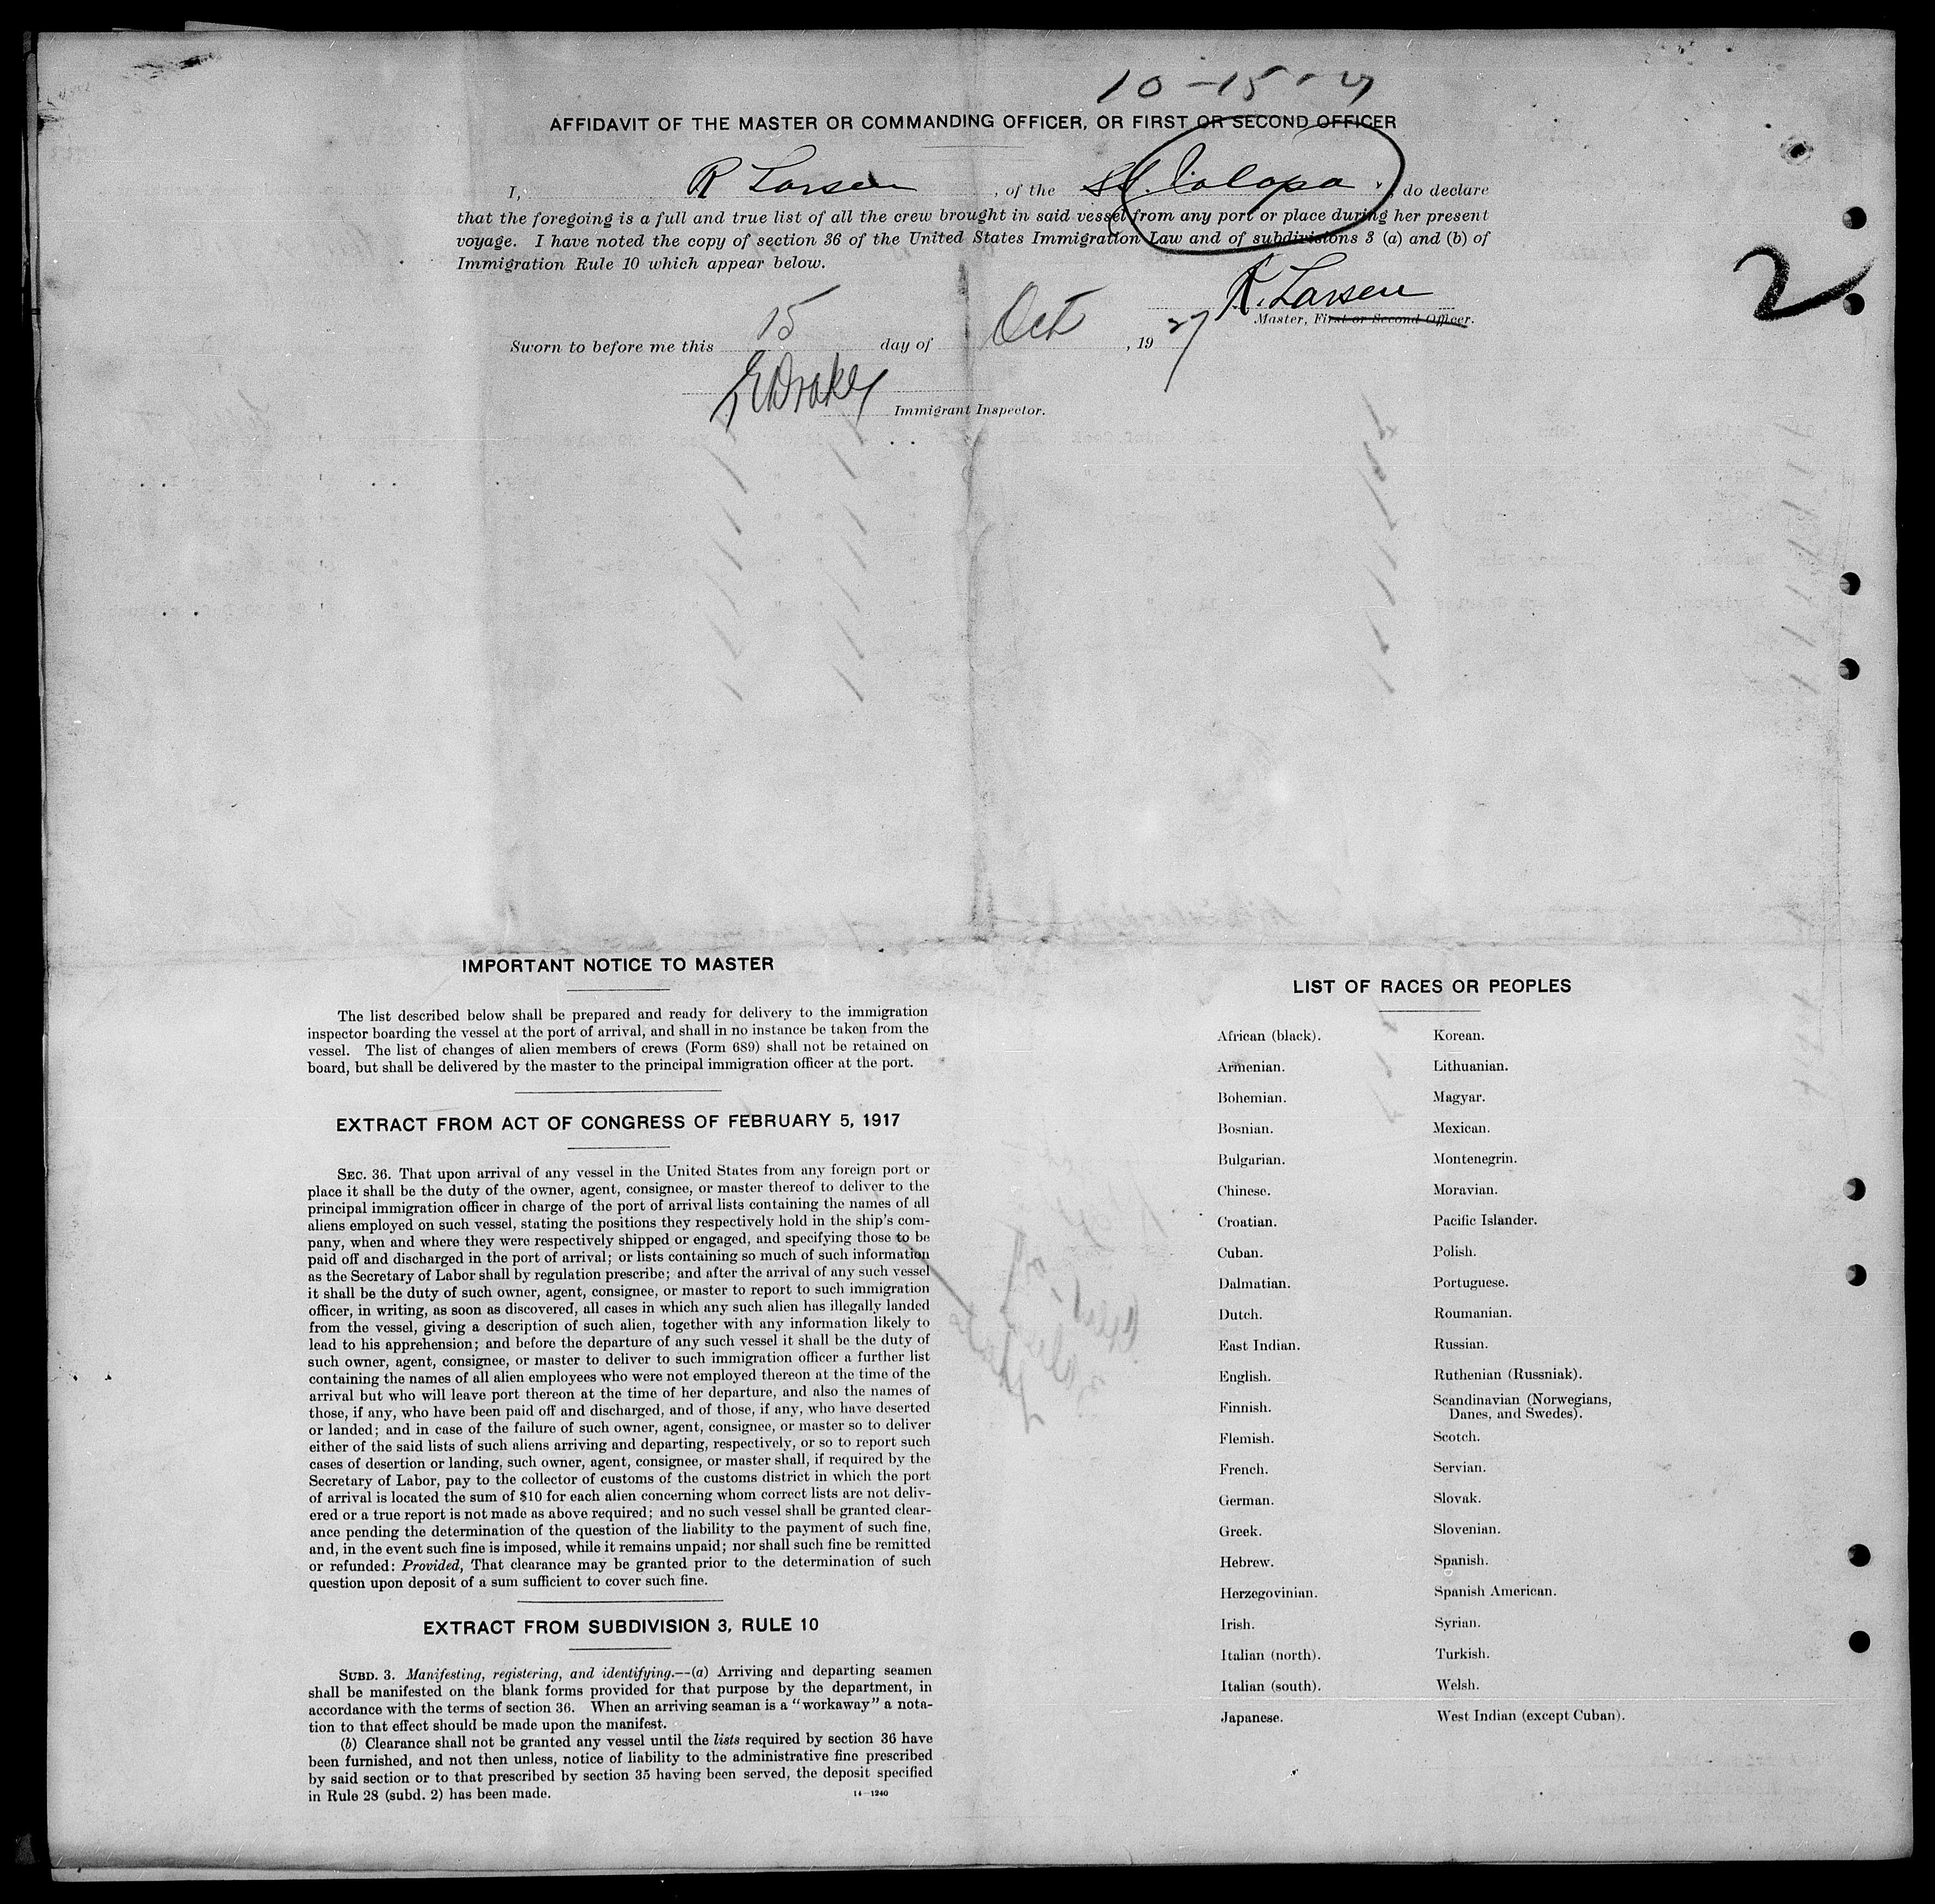 10-15-27
AFFIDAVIT OF THE MASTER OR COMMANDING OFFICER, OR FIRST OR SECOND OFFICER
I, R Larsen, of the SS. , do declare
that the foregoing is a full and true list of all the crew brought in said vessel from any port or place during her present
voyage. I have noted the copy of section 36 of the United States Immigration Law and of subdivisions 3 (a) and (b) of
Immigration Rule 10 which appear below.
2
R. Larsen
Master, First or Second Officer.
Sworn to before me this 15 day of Oct, 1927
Immigrant Inspector.
IMPORTANT NOTICE TO MASTER
The list described below shall be prepared and ready for delivery to the immigration
inspector boarding the vessel at the port of arrival, and shall in no instance be taken from the
vessel. The list of changes of alien members of crews (Form 689) shall not be retained on
board, but shall be delivered by the master to the principal immigration officer at the port.
EXTRACT FROM ACT OF CONGRESS OF FEBRUARY 5, 1917
SEC. 36. That upon arrival of any vessel in the United States from any foreign port or
place it shall be the duty of the owner, agent, consignee, or master thereof to deliver to the
principal immigration officer in charge of the port of arrival lists containing the names of all
aliens employed on such vessel, stating the positions they respectively hold in the ship's com-
pany, when and where they were respectively shipped or engaged, and specifying those to be
paid off and discharged in the port of arrival; or lists containing so much of such information
as the Secretary of Labor shall by regulation prescribe; and after the arrival of any such vessel
it shall be the duty of such owner, agent, consignee, or master to report to such immigration
officer, in writing, as soon as discovered, all cases in which any such alien has illegally landed
from the vessel, giving a description of such alien, together with any information likely to
lead to his apprehension; and before the departure of any such vessel it shall be the duty of
such owner, agent, consignee, or master to deliver to such immigration officer a further list
containing the names of all alien employees who were not employed thereon at the time of the
arrival but who will leave port thereon at the time of her departure, and also the names of
those, if any, who have been paid off and discharged, and of those, if any, who have deserted
or landed; and in case of the failure of such owner, agent, consignee, or master so to deliver
either of the said lists of such aliens arriving and departing, respectively, or so to report such
cases of desertion or landing, such owner, agent, consignee, or master shall, if required by the
Secretary of Labor, pay to the collector of customs of the customs district in which the port
of arrival is located the sum of $10 for each alien concerning whom correct lists are not deliv-
ered or a true report is not made as above required; and no such vessel shall be granted clear-
ance pending the determination of the question of the liability to the payment of such fine,
and, in the event such fine is imposed, while it remains unpaid; nor shall such fine be remitted
or refunded: Provided, That clearance may be granted prior to the determination of such
question upon deposit of a sum sufficient to cover such fine.
EXTRACT FROM SUBDIVISION 3, RULE 10
SUBD. 3. Manifesting, registering, and identifying.—(a) Arriving and departing seamen
shall be manifested on the blank forms provided for that purpose by the department, in
accordance with the terms of section 36. When an arriving seaman is a "workaway" a nota-
tion to that effect should be made upon the manifest.
(b) Clearance shall not be granted any vessel until the lists required by section 36 have
been furnished, and not then unless, notice of liability to the administrative fine prescribed
by said section or to that prescribed by section 35 having been served, the deposit specified
in Rule 28 (subd. 2) has been made.
14—1240
LIST OF RACES OR PEOPLES
African (black).
Armenian.
Bohemian.
Bosnian.
Bulgarian.
Chinese.
Croatian.
Cuban.
Dalmatian.
Dutch.
East Indian.
English.
Finnish.
Flemish.
French.
German.
Greek.
Hebrew.
Herzegovinian.
Irish.
Italian (north).
Italian (south).
Japanese.
Korean.
Lithuanian.
Magyar.
Mexican.
Montenegrin.
Moravian.
Pacific Islander.
Polish.
Portuguese.
Roumanian.
Russian.
Ruthenian (Russniak).
Scandinavian (Norwegians,
Danes, and Swedes).
Scotch.
Servian.
Slovak.
Slovenian.
Spanish.
Spanish American.
Syrian.
Turkish.
Welsh.
West Indian (except Cuban).